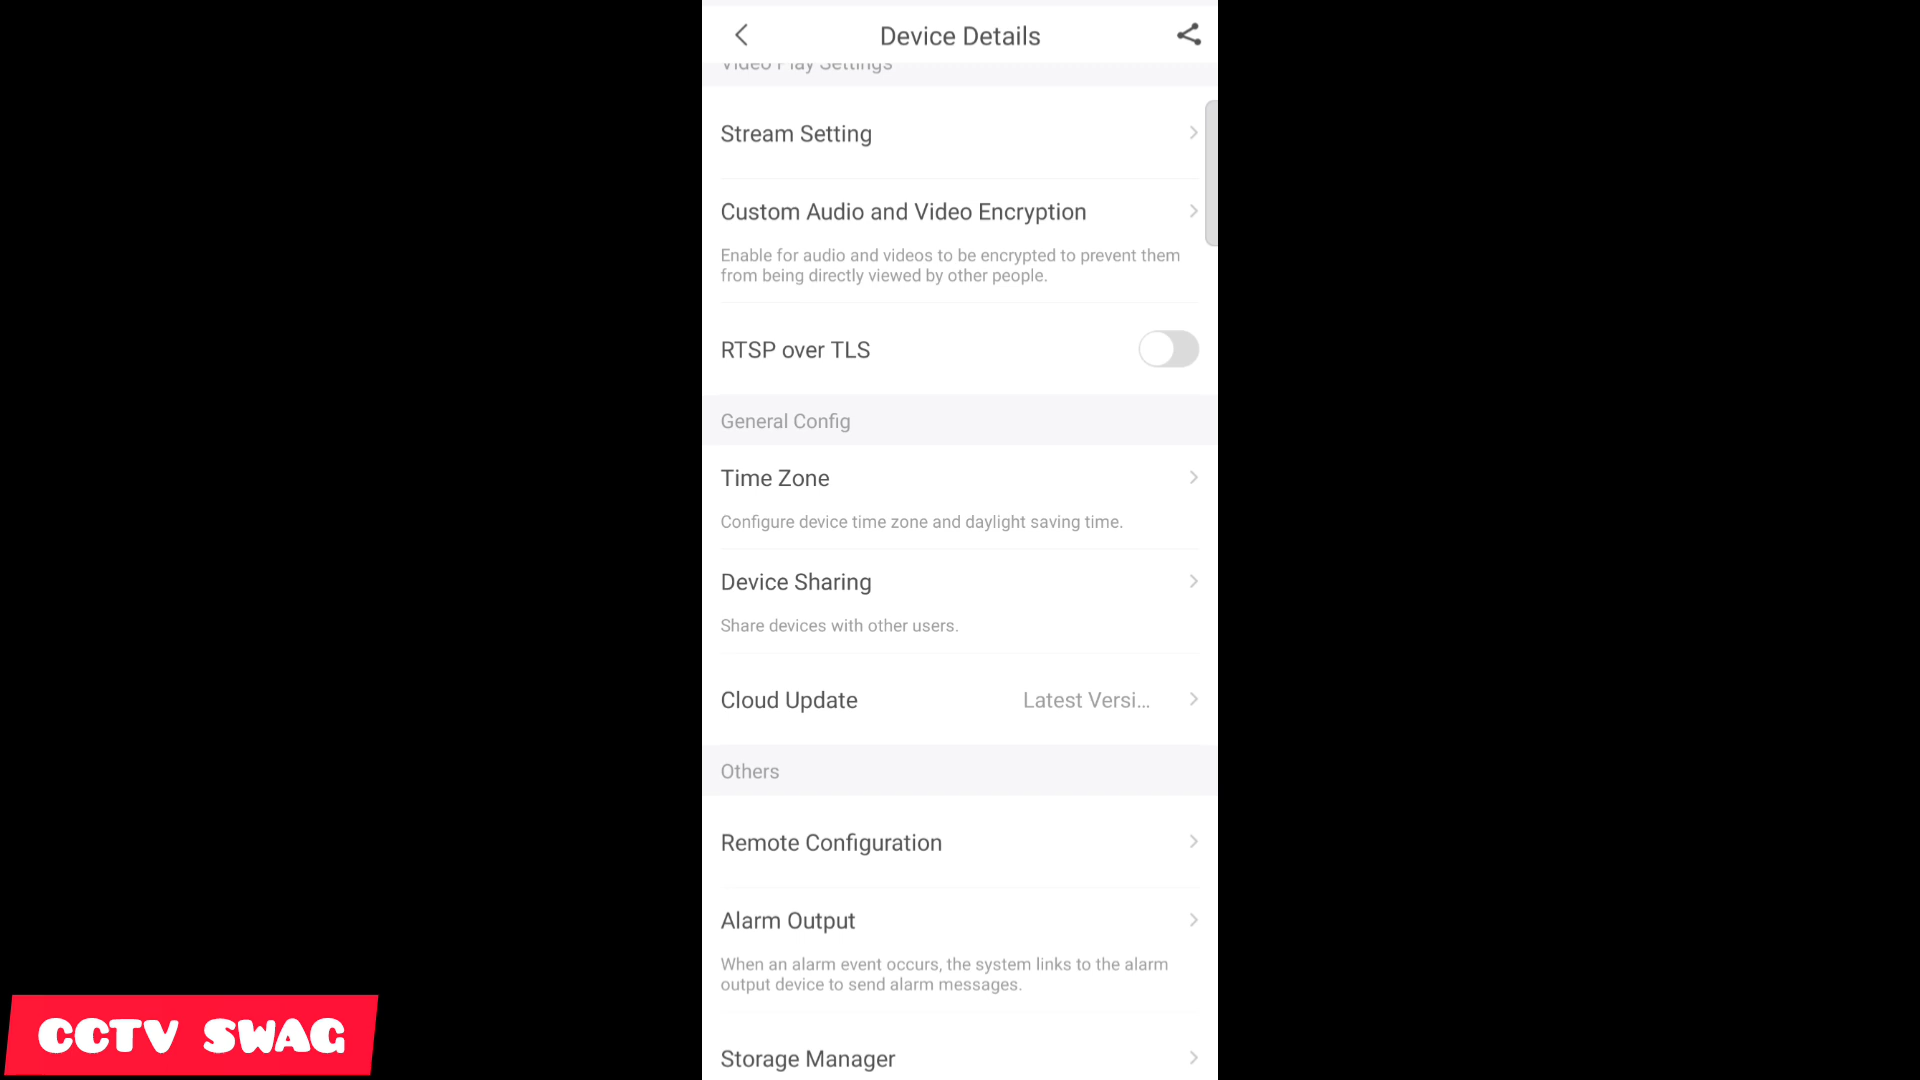 Device Details
Video Play Settings
Stream Setting
Custom Audio and Video Encryption
Enable for audio and videos to be encrypted to prevent them
from being directly viewed by other people.
RTSP over TLS
General Config
Time Zone
Configure device time zone and daylight saving time.
Device Sharing
Share devices with other users.
Cloud Update Latest Versi...
Others
Remote Configuration
Alarm Output
When an alarm event occurs, the system links to the alarm
output device to send alarm messages.
Storage Manager
CCTV SWAG